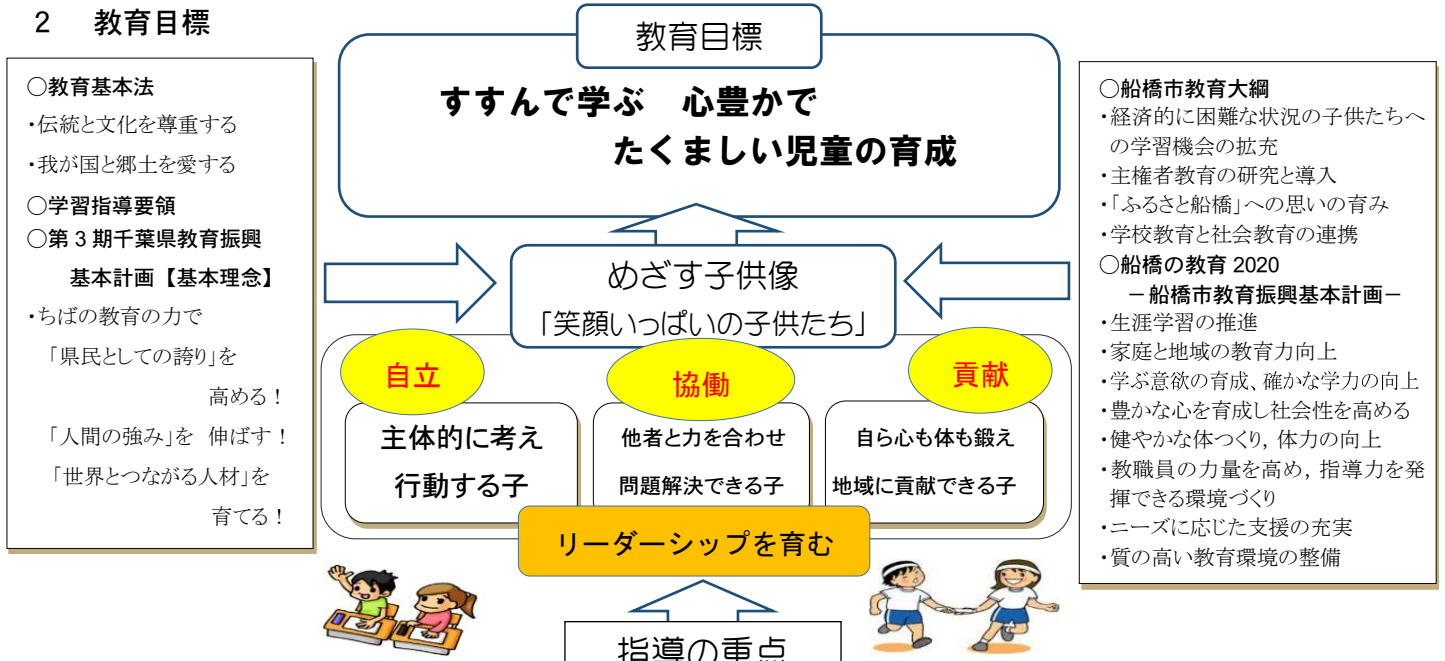 2 教育目標
○教育基本法
・伝統と文化を尊重する
・我が国と郷土を愛する
○学習指導要領
○第3期千葉県教育振興
基本計画【基本理念】
・ちばの教育の力で
「県民としての誇り」を
高める！
「人間の強み」を 伸ばす！
「世界とつながる人材」を
育てる！
教育目標
すすんで学ぶ 心豊かで
たくましい児童の育成
めざす子供像
「笑顔いっぱいの子供たち」
自立
主体的に考え
行動する子
協働
他者と力を合わせ
問題解決できる子
貢献
自ら心も体も鍛え
地域に貢献できる子
リーダーシップを育む
指導の重点
○船橋市教育大綱
・経済的に困難な状況の子供たちへ
の学習機会の拡充
・主権者教育の研究と導入
・「ふるさと船橋」への思いの育み
・学校教育と社会教育の連携
○船橋の教育 2020
－船橋市教育振興基本計画－
・生涯学習の推進
・家庭と地域の教育力向上
・学ぶ意欲の育成、確かな学力の向上
・豊かな心を育成し社会性を高める
・健やかな体つくり，体力の向上
・教職員の力量を高め，指導力を発
揮できる環境づくり
・ニーズに応じた支援の充実
・質の高い教育環境の整備